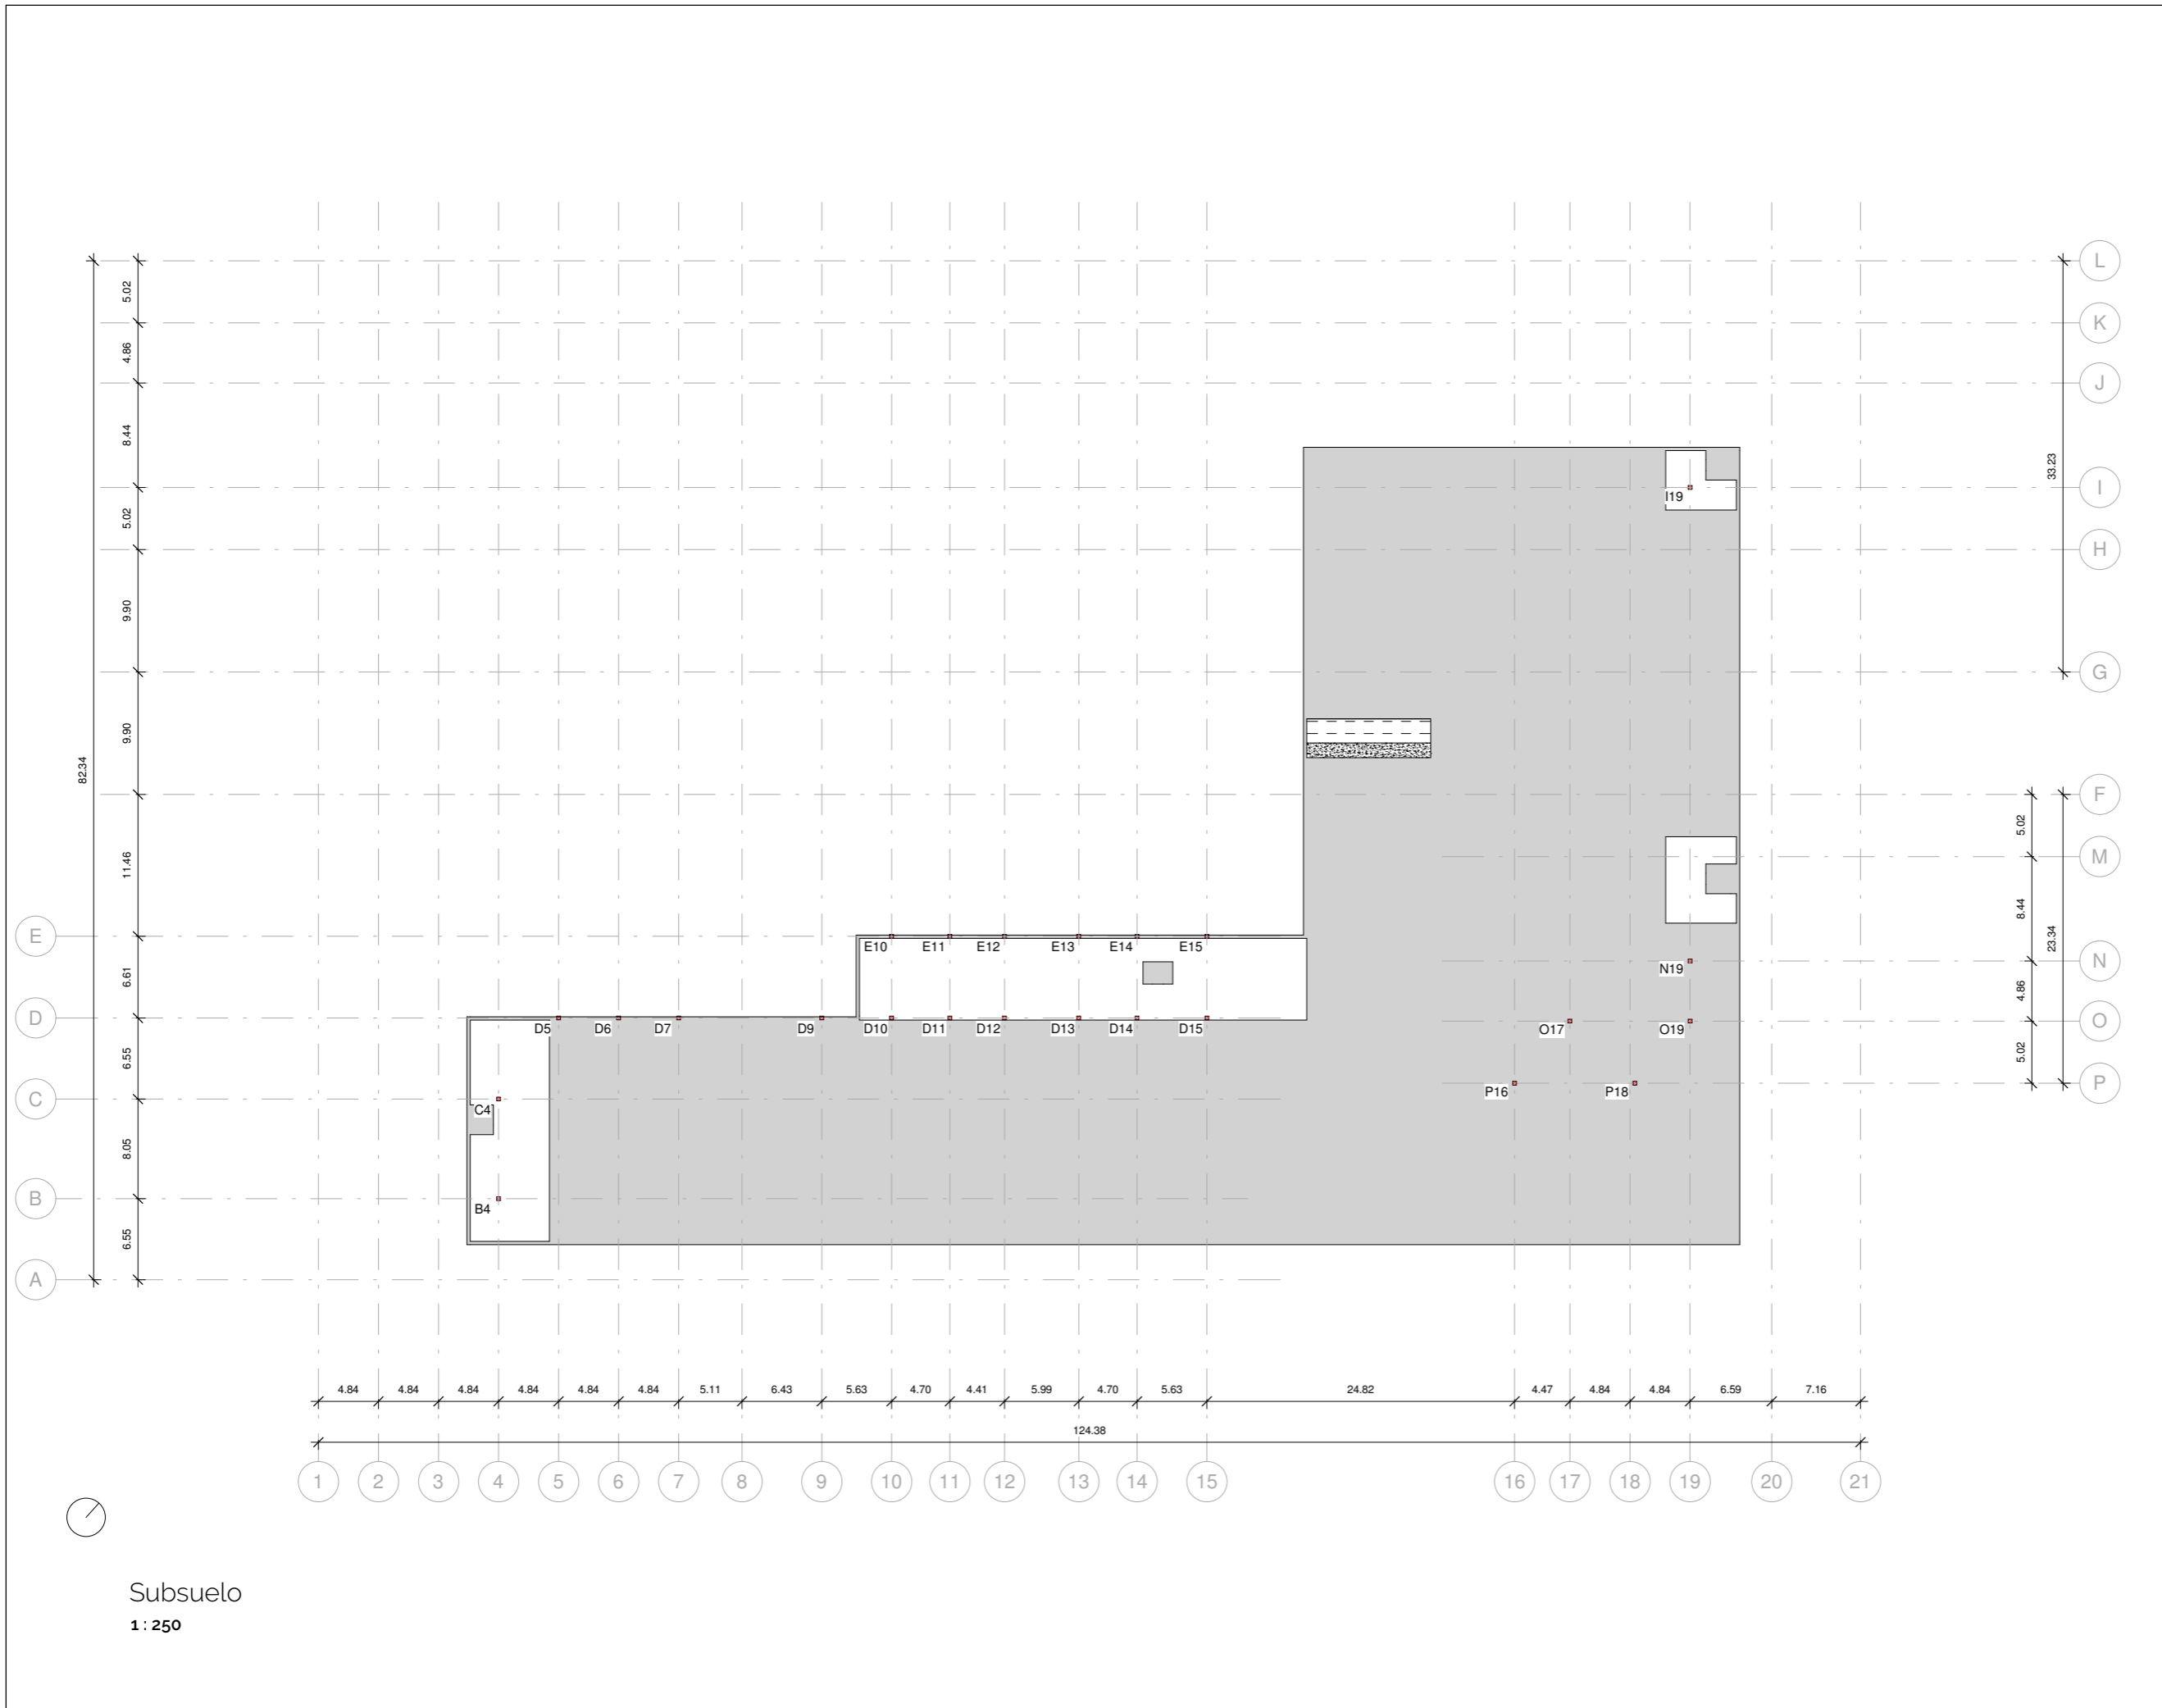 L
5.02
K
4.86
J
8.44
33.23
I19
I
5.02
H
9.90
G
9.90
82.34
F
5.02
11.46
M
8.44
E
E10
E11
E12
E13
E14
E15
23.34
6.61
N19
N
4.86
D
D5
D6
D7
D9
D10
D11
D12
D13
D14
D15
O17
O19
O
6.55
5.02
C
C4
P16
P18
P
8.05
B
B4
6.55
A
4.84
4.84
4.84
4.84
4.84
4.84
5.11
6.43
5.63
4.70
4.41
5.99
4.70
5.63
24.82
4.47
4.84
4.84
6.59
7.16
124.38
1
2
3
4
5
6
7
8
9
10
11
12
13
14
15
16
17
18
19
20
21
Subsuelo
1 : 250